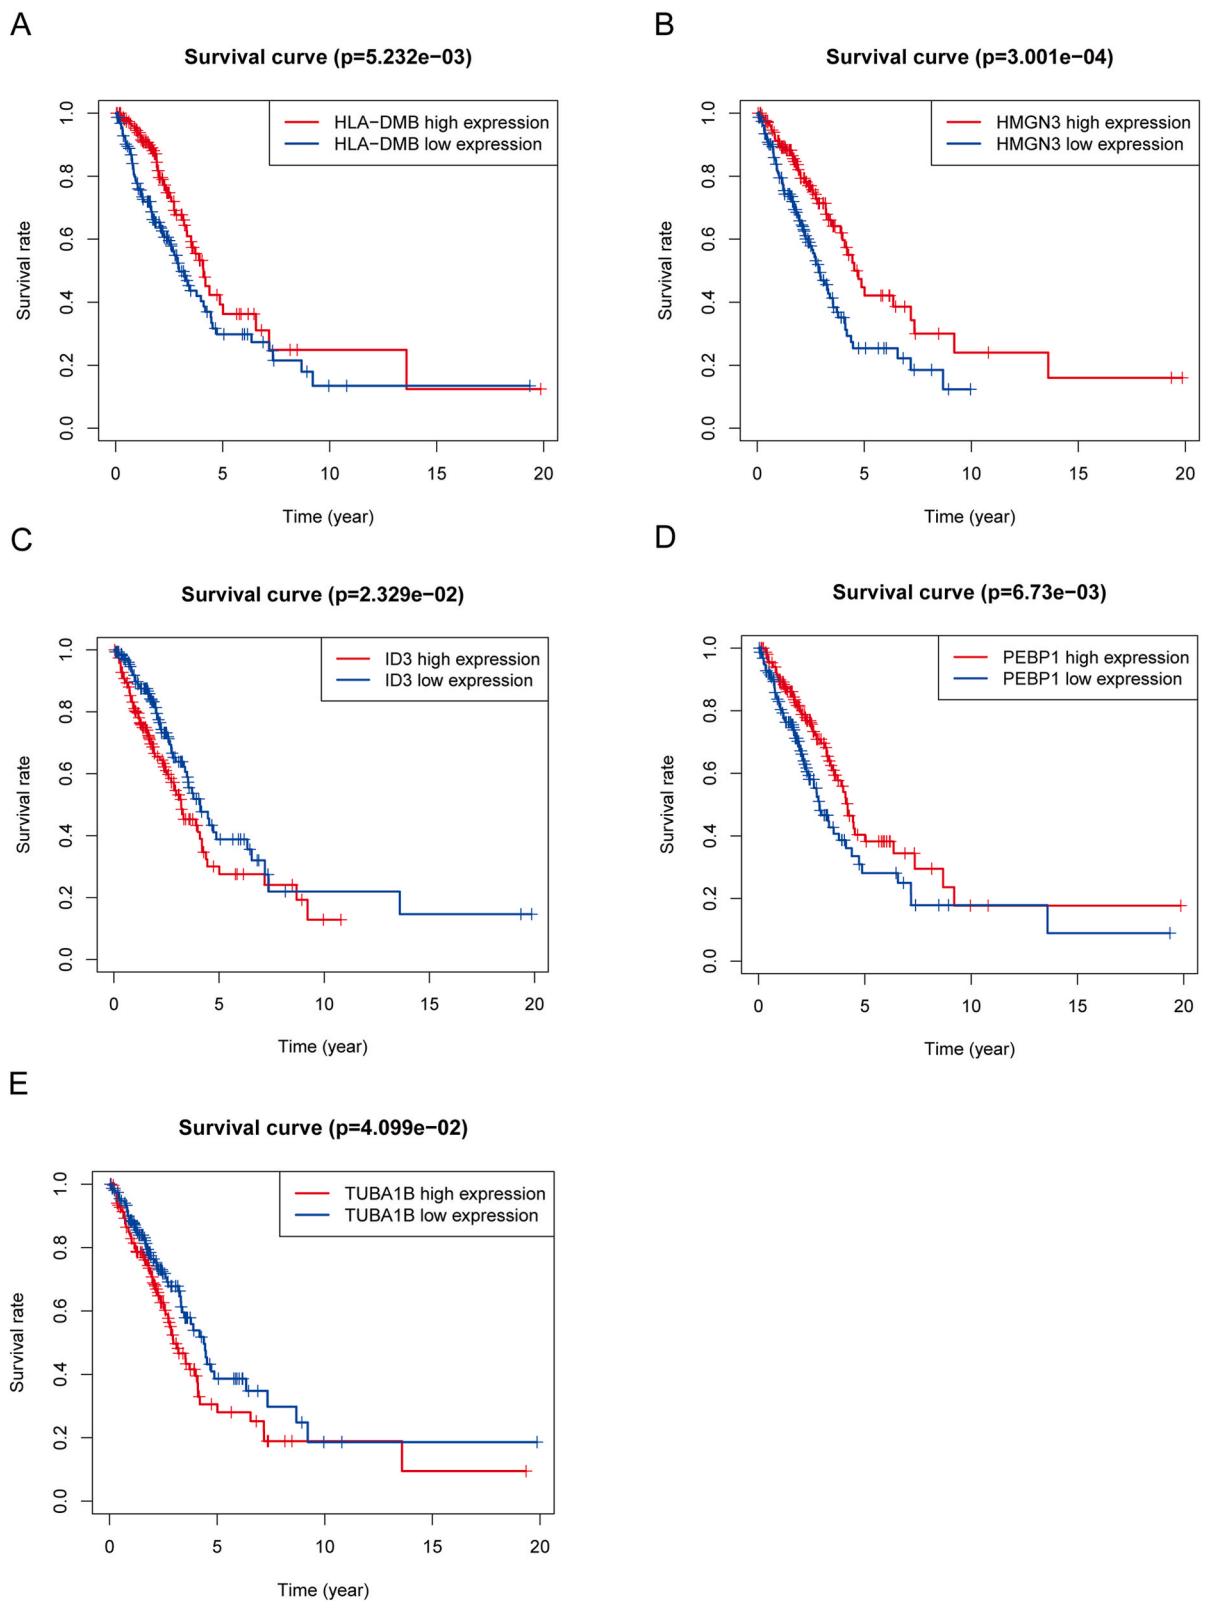 A
Survival curve (p=5.232e−03)
HLA−DMB high expression
HLA−DMB low expression
Survival rate
0.0 0.2 0.4 0.6 0.8 1.0
0 5 10 15 20
Time (year)
B
Survival curve (p=3.001e−04)
HMGN3 high expression
HMGN3 low expression
Survival rate
0.0 0.2 0.4 0.6 0.8 1.0
0 5 10 15 20
Time (year)
C
Survival curve (p=2.329e−02)
ID3 high expression
ID3 low expression
Survival rate
0.0 0.2 0.4 0.6 0.8 1.0
0 5 10 15 20
Time (year)
D
Survival curve (p=6.73e−03)
PEBP1 high expression
PEBP1 low expression
Survival rate
0.0 0.2 0.4 0.6 0.8 1.0
0 5 10 15 20
Time (year)
E
Survival curve (p=4.099e−02)
TUBA1B high expression
TUBA1B low expression
Survival rate
0.0 0.2 0.4 0.6 0.8 1.0
0 5 10 15 20
Time (year)